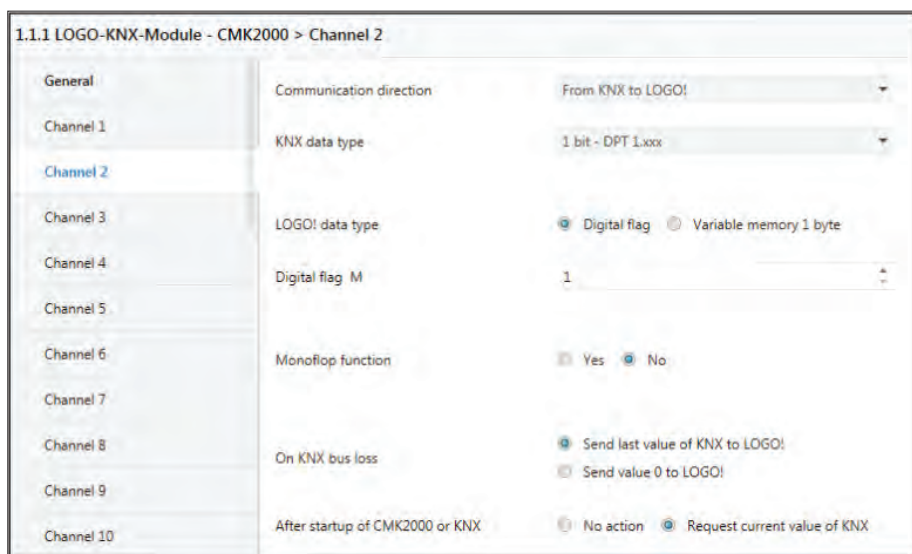 1.1.1 LOGO-KNX-Module - CMK2000 > Channel 2
General
Channel 1
Channel 2
Channel 3
Channel 4
Channel 5
Channel 6
Channel 7
Channel 8
Channel 9
Channel 10
Communication direction From KNX to LOGO!
KNX data type 1 bit - DPT 1.xxx
LOGO! data type Digital flag Variable memory 1 byte
Digital flag M 1
Monoflop function Yes No
On KNX bus loss Send last value of KNX to LOGO!
Send value 0 to LOGO!
After startup of CMK2000 or KNX No action Request current value of KNX